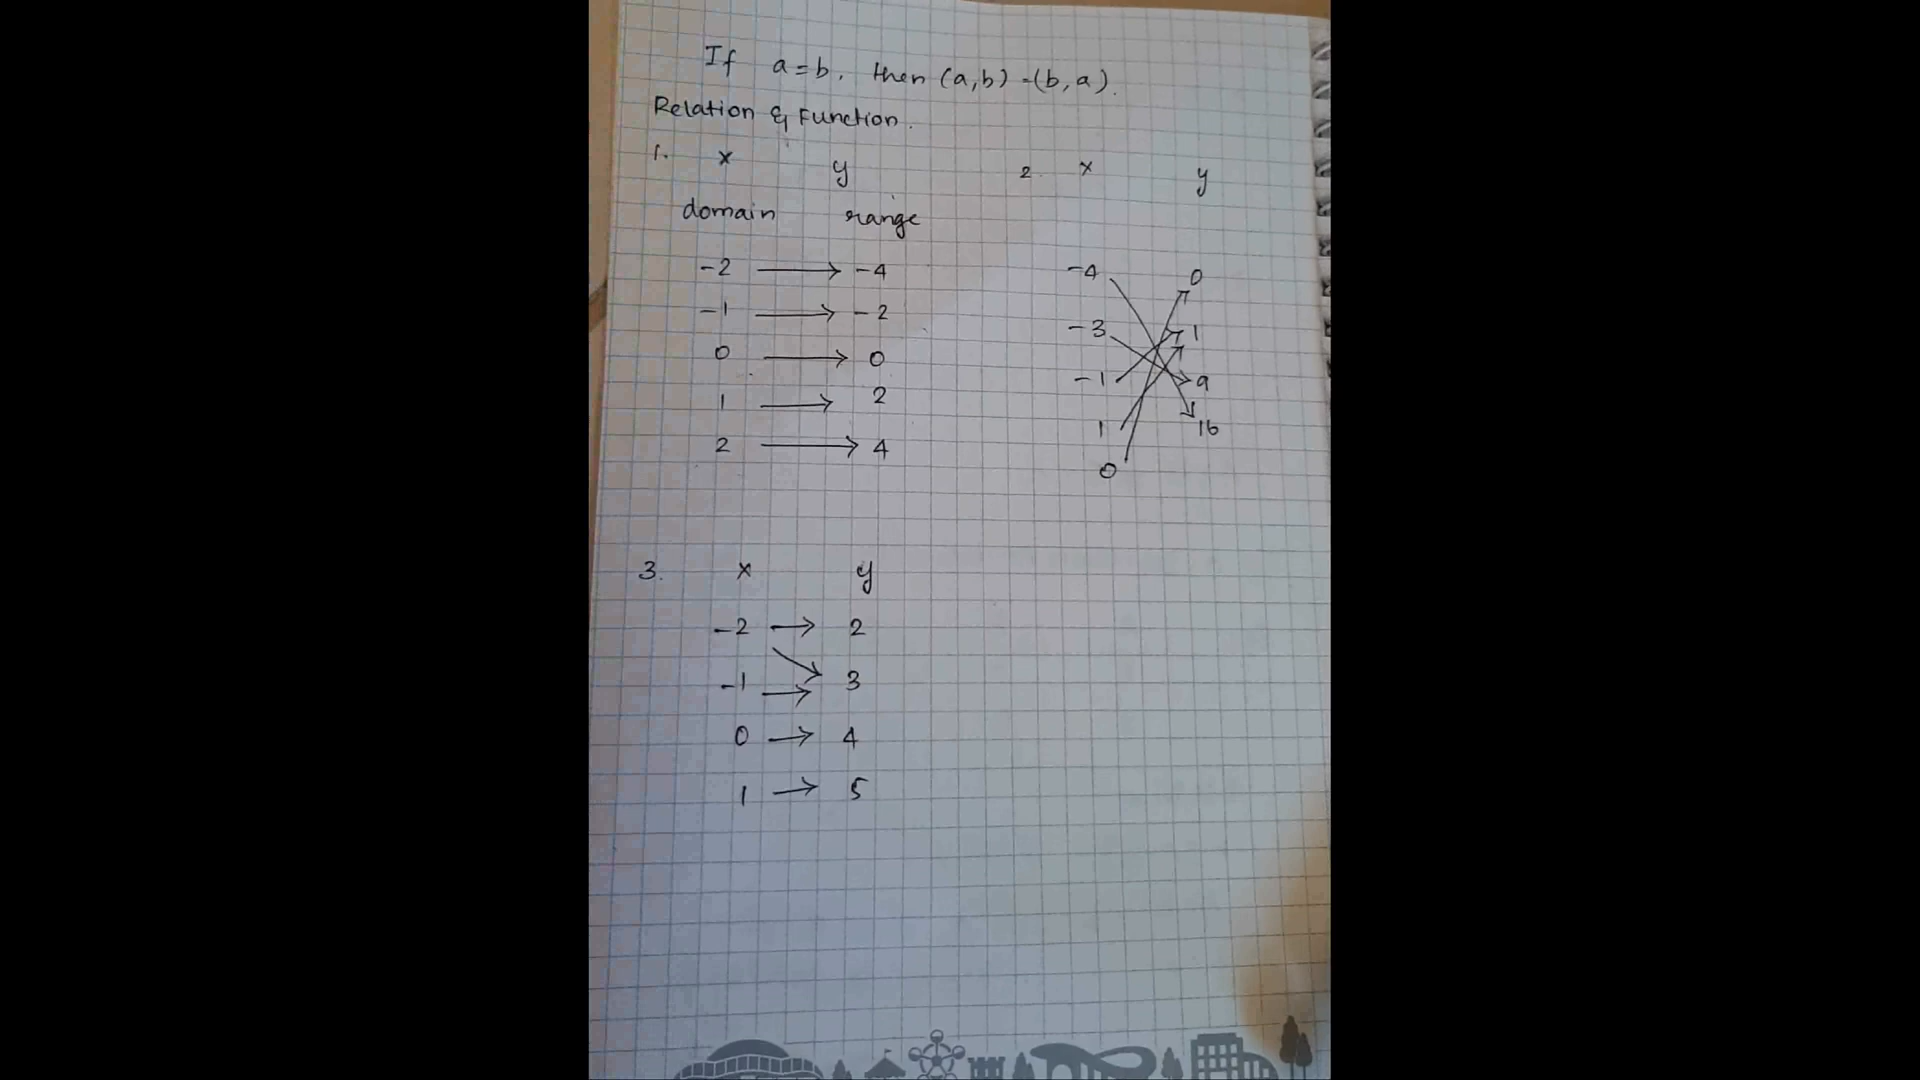 If a = b, then (a,b) = (b,a).
Relation & Function.
1. x y
domain range
-2 → -4
-1 → -2
0 → 0
1 → 2
2 → 4
2. x y
-4 0
-3 1
-1 9
1 16
0
3. x y
-2 → 2
-1 → 3
0 → 4
1 → 5